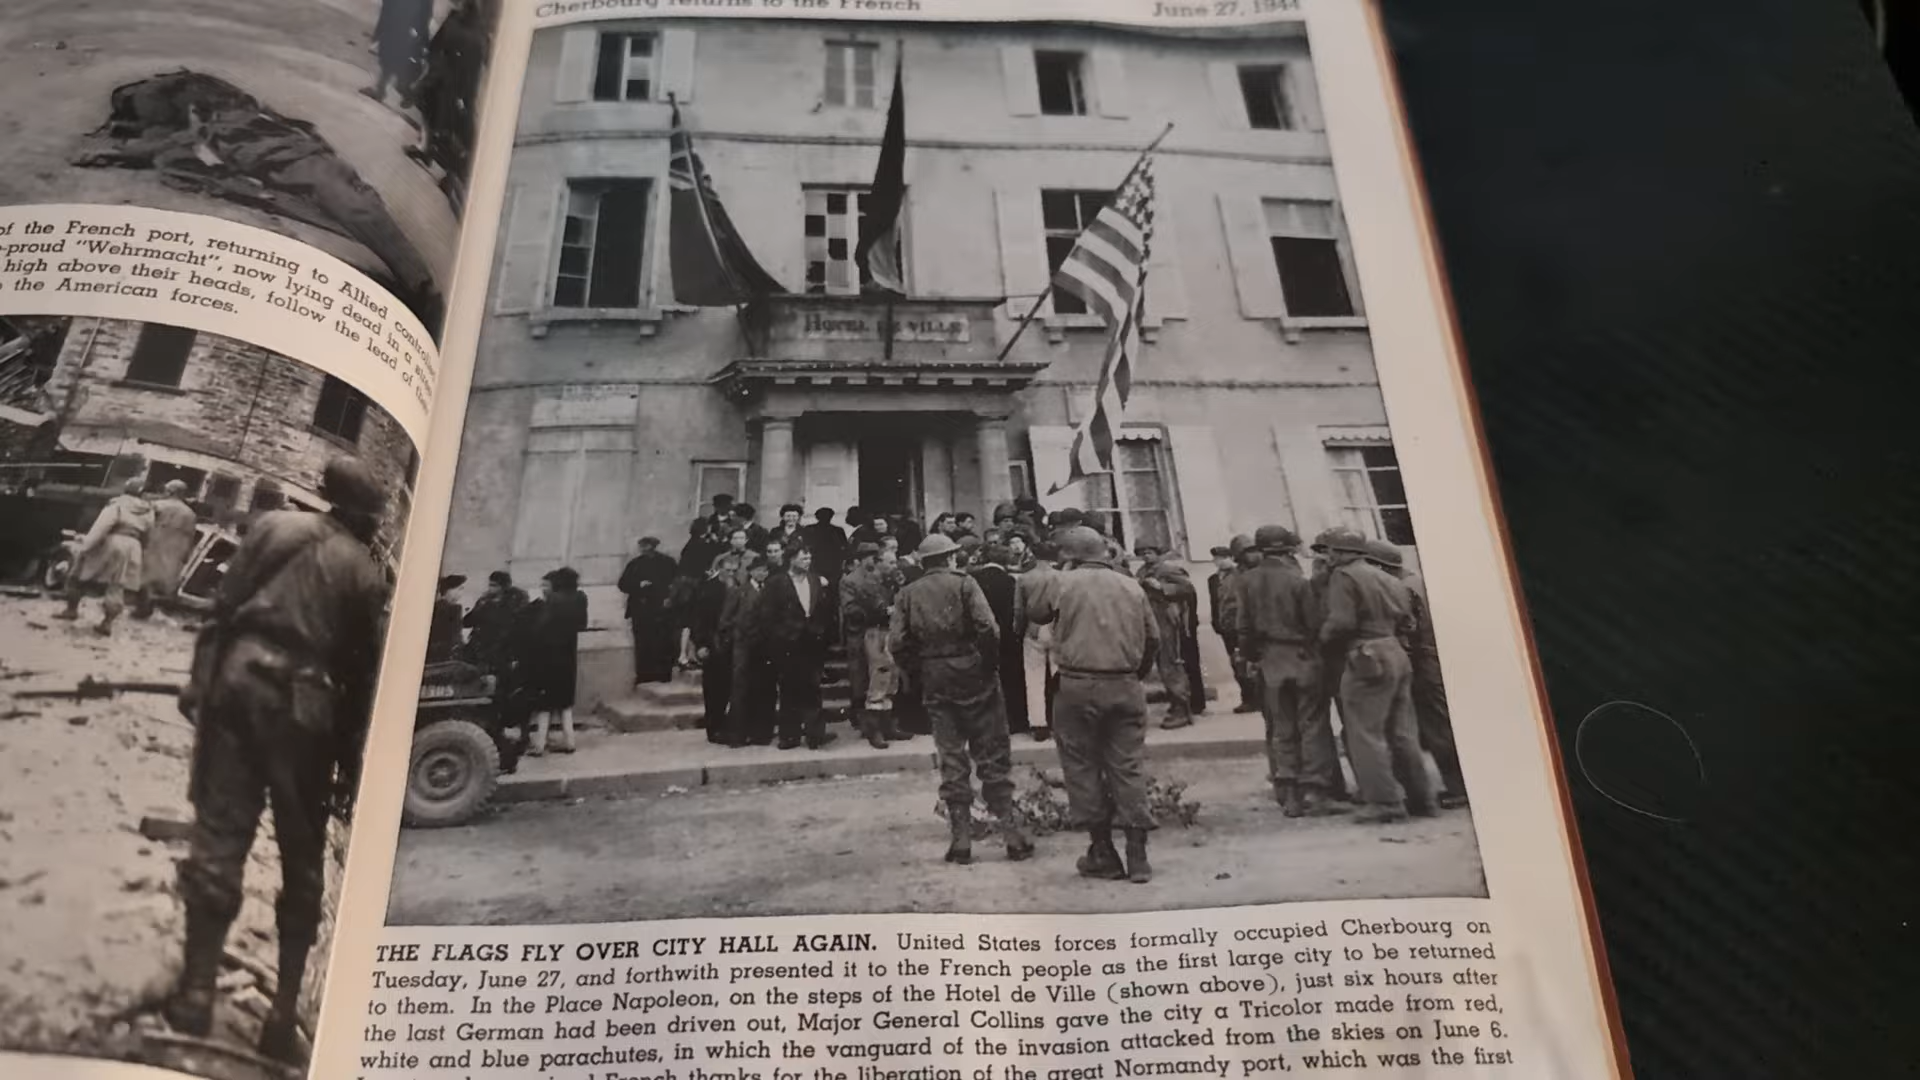 of the French port, returning to Allied
-proud "Wehrmacht", now lying dead in a
high above their heads, follow the lead of
the American forces.
Cherbourg returns to the French
June 27, 1944
HOTEL DE VILLE
THE FLAGS FLY OVER CITY HALL AGAIN. United States forces formally occupied Cherbourg on
Tuesday, June 27, and forthwith presented it to the French people as the first large city to be returned
to them. In the Place Napoleon, on the steps of the Hotel de Ville (shown above), just six hours after
the last German had been driven out, Major General Collins gave the city a Tricolor made from red,
white and blue parachutes, in which the vanguard of the invasion attacked from the skies on June 6.
French thanks for the liberation of the great Normandy port, which was the first